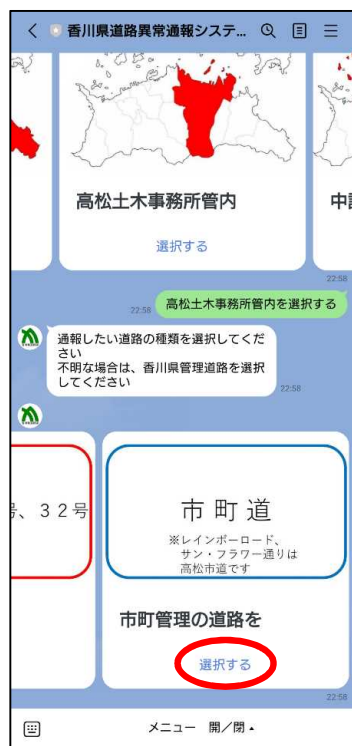 香川県道路異常通報システ...
高松土木事務所管内
選択する
22:58
22:58
高松土木事務所管内を選択する
通報したい道路の種類を選択してくだ
さい
不明な場合は、香川県管理道路を選択
してください
22:58
、３２号
市町道
※レインボーロード、
サン・フラワー通りは
高松市道です
市町管理の道路を
選択する
22:58
メニュー 開／閉